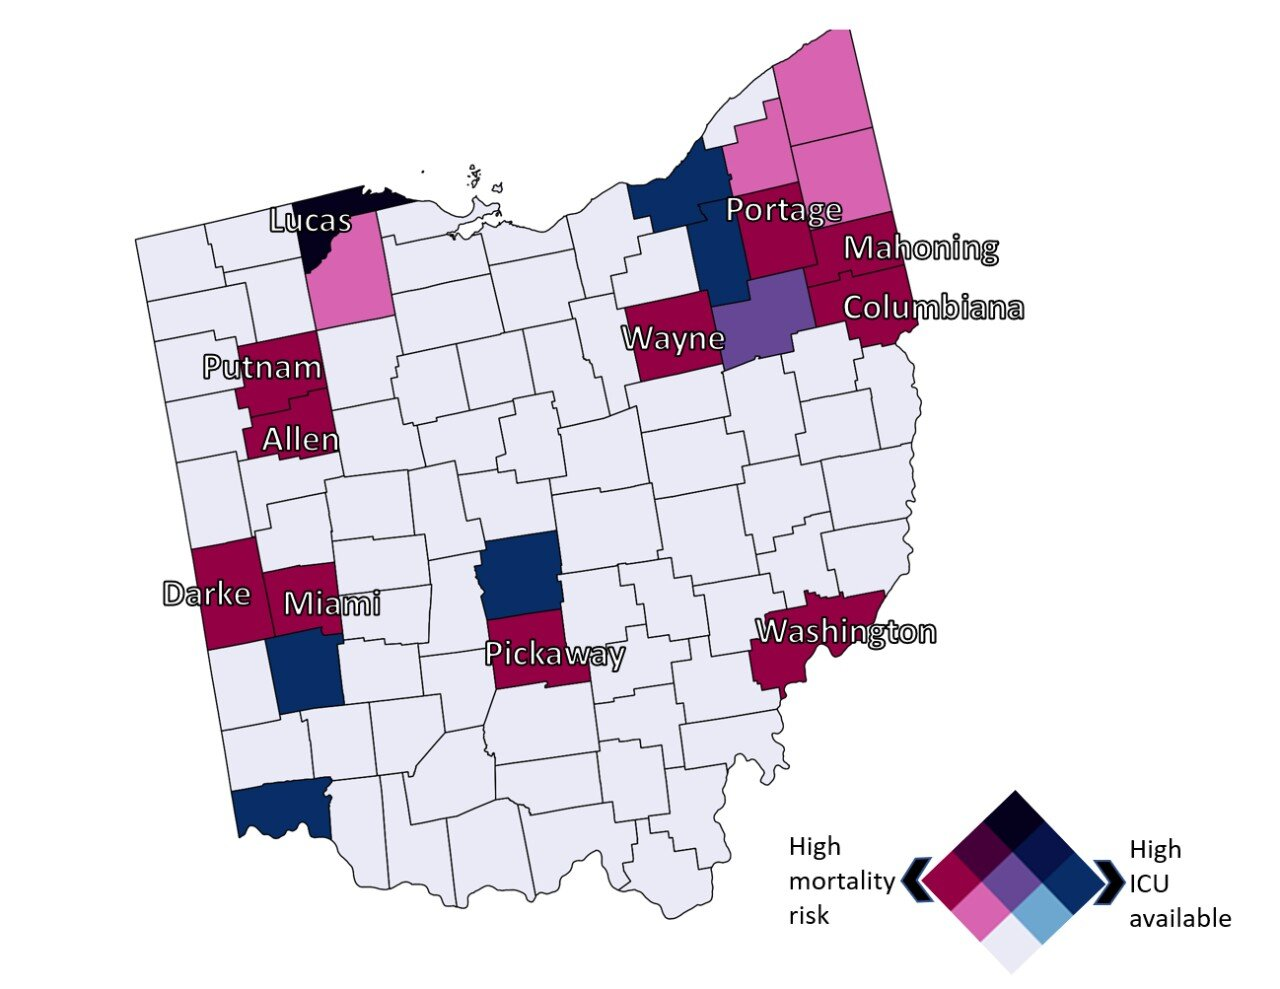 Lucas
Portage
Mahoning
Columbiana
Wayne
Putnam
Allen
Darke
Miami
Washington
Pickaway
High
mortality
risk
High
ICU
available